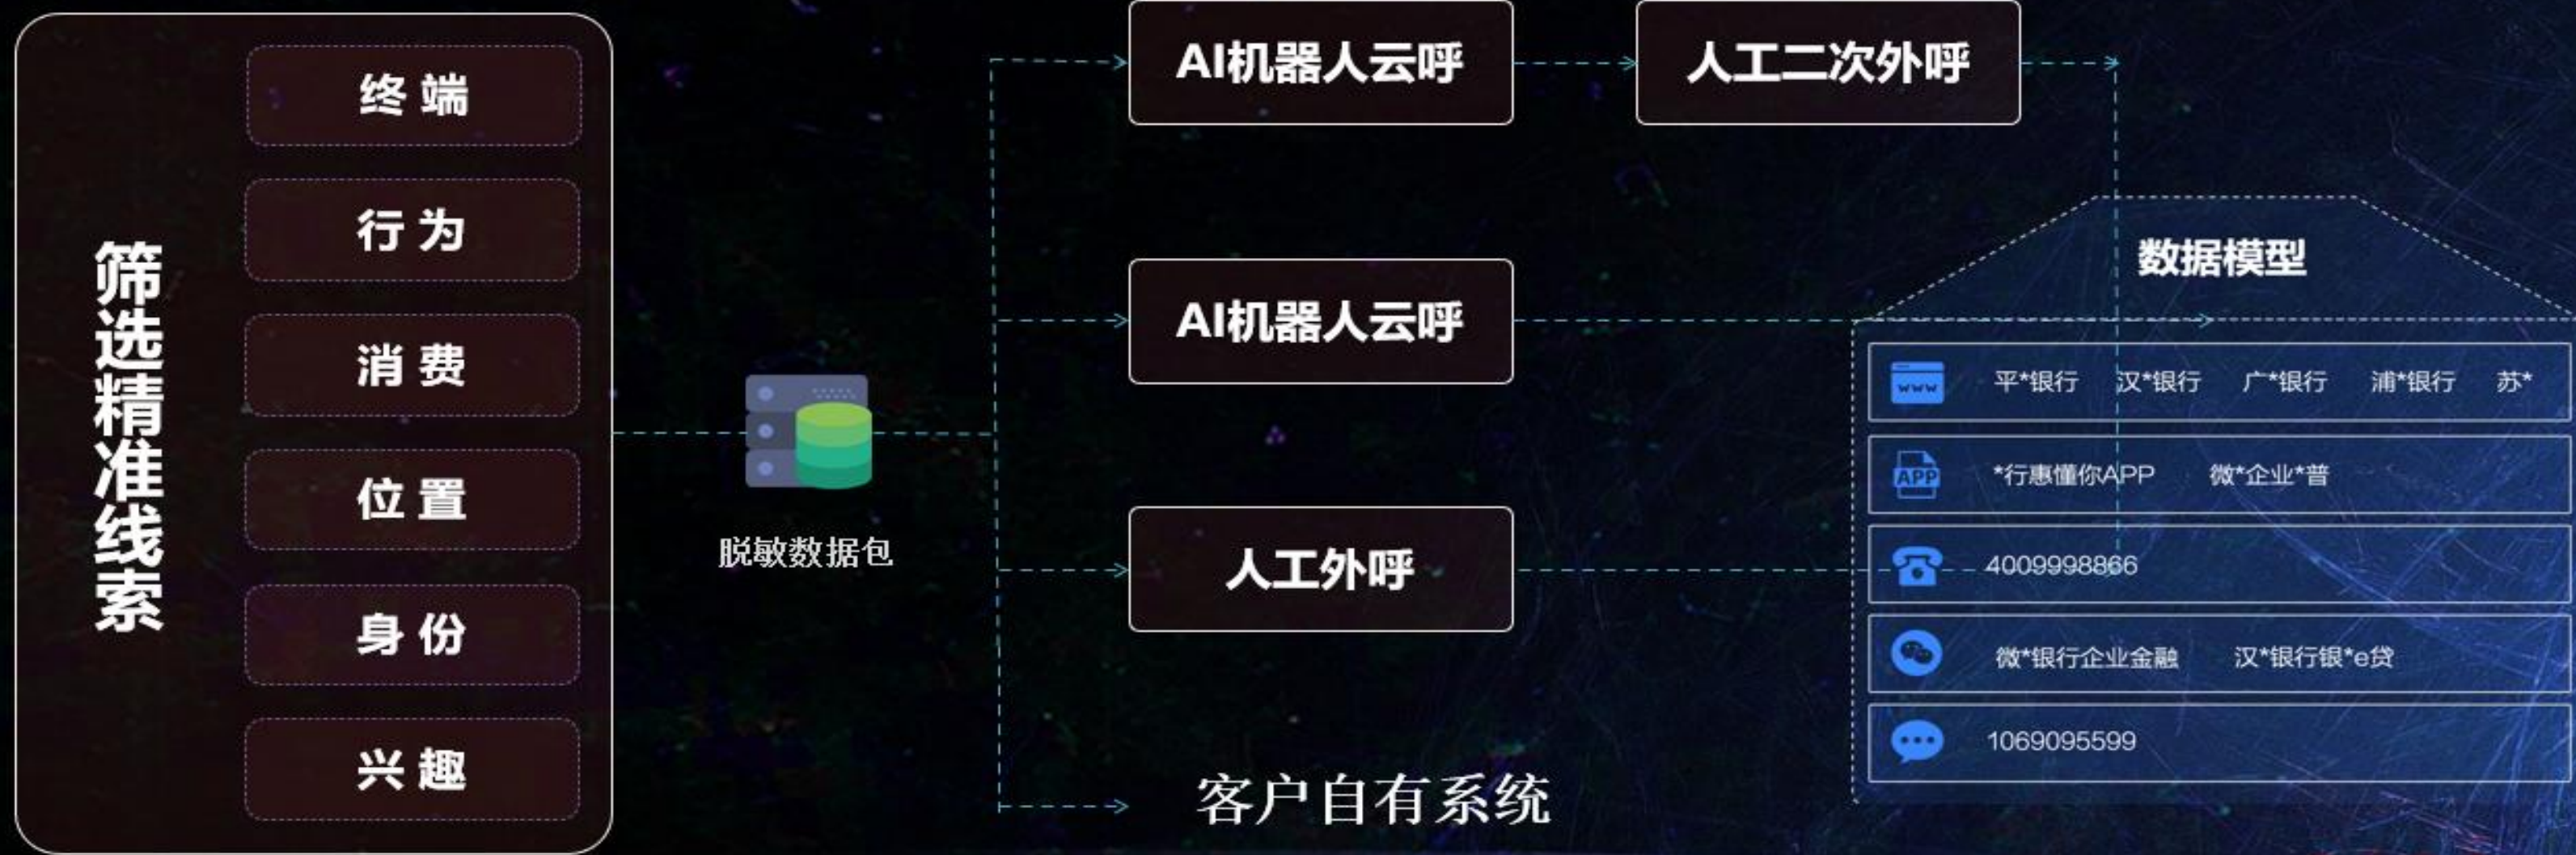 筛选精准线索
终端
行为
消费
位置
身份
兴趣
脱敏数据包
AI机器人云呼
人工二次外呼
AI机器人云呼
人工外呼
客户自有系统
数据模型
www 平*银行 汉*银行 广*银行 浦*银行 苏*
APP *行惠懂你APP 微*企业*普
4009998866
微*银行企业金融 汉*银行银*e贷
1069095599